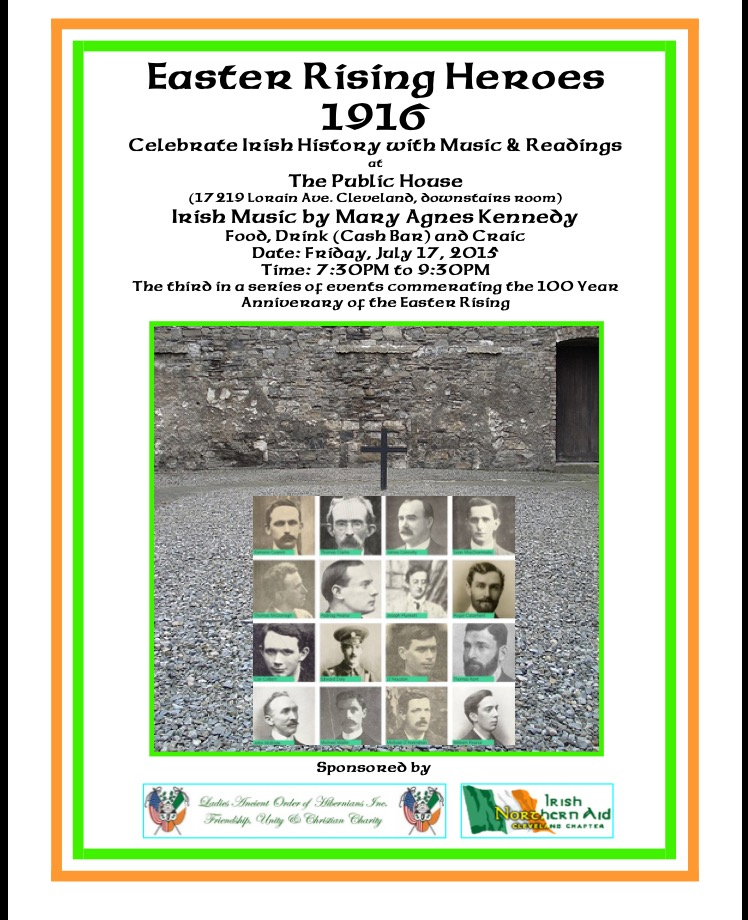 Easter Rising Heroes
1916
Celebrate Irish History with Music & Readings
at
The Public House
(17219 Lorain Ave. Cleveland, downstairs room)
Irish Music by Mary Agnes Kennedy
Food, Drink (Cash Bar) and Craic
Date: Friday, July 17, 2015
Time: 7:30PM to 9:30PM
The third in a series of events commerating the 100 Year
Anniverary of the Easter Rising
Sponsored by
Ladies Ancient Order of Hibernians Inc.
Friendship, Unity & Christian Charity
Irish
Northern Aid
CLEVELAND CHAPTER